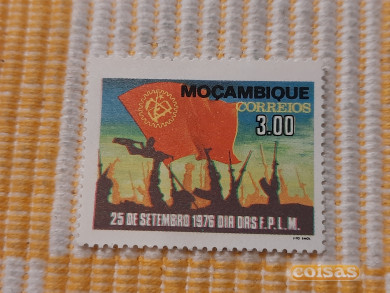 MOÇAMBIQUE
CORREIOS
3.00
25 DE SETEMBRO 1976 DIA DAS F.P.L.M.
coisas